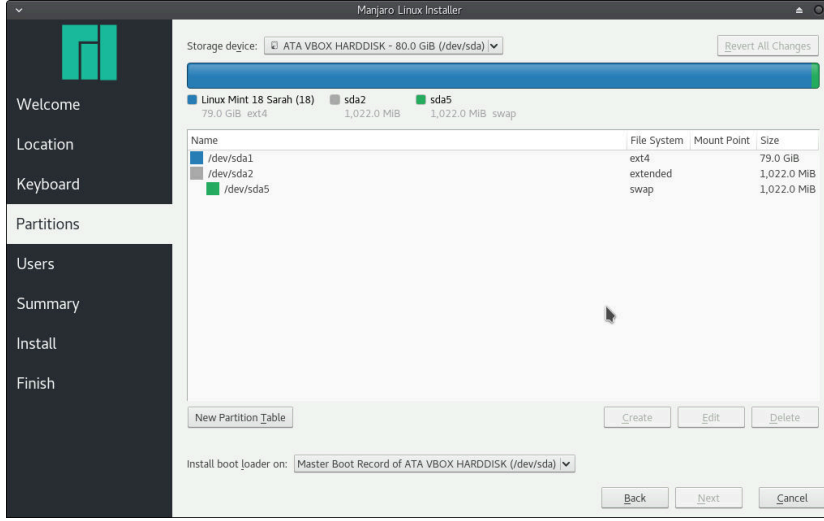 Manjaro Linux Installer
Storage device: ATA VBOX HARDDISK - 80.0 GiB (/dev/sda) Revert All Changes
Welcome
Location
Keyboard
Partitions
Users
Summary
Install
Finish
Linux Mint 18 Sarah (18) sda2 sda5
79.0 GiB ext4 1,022.0 MiB 1,022.0 MiB swap
Name File System Mount Point Size
/dev/sda1 ext4 79.0 GiB
/dev/sda2 extended 1,022.0 MiB
/dev/sda5 swap 1,022.0 MiB
New Partition Table Create Edit Delete
Install boot loader on: Master Boot Record of ATA VBOX HARDDISK (/dev/sda)
Back Next Cancel